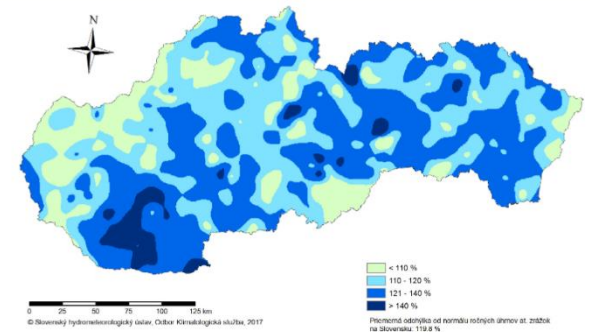 N
< 110 %
110 - 120 %
121 - 140 %
> 140 %
0 25 50 75 100 125
km
© Slovenský hydrometeorologický ústav, Odbor Klimatologická služba, 2017
Priemerná odchýlka od normálu ročných úhrnov at. zrážok
na Slovensku: 119.8 %